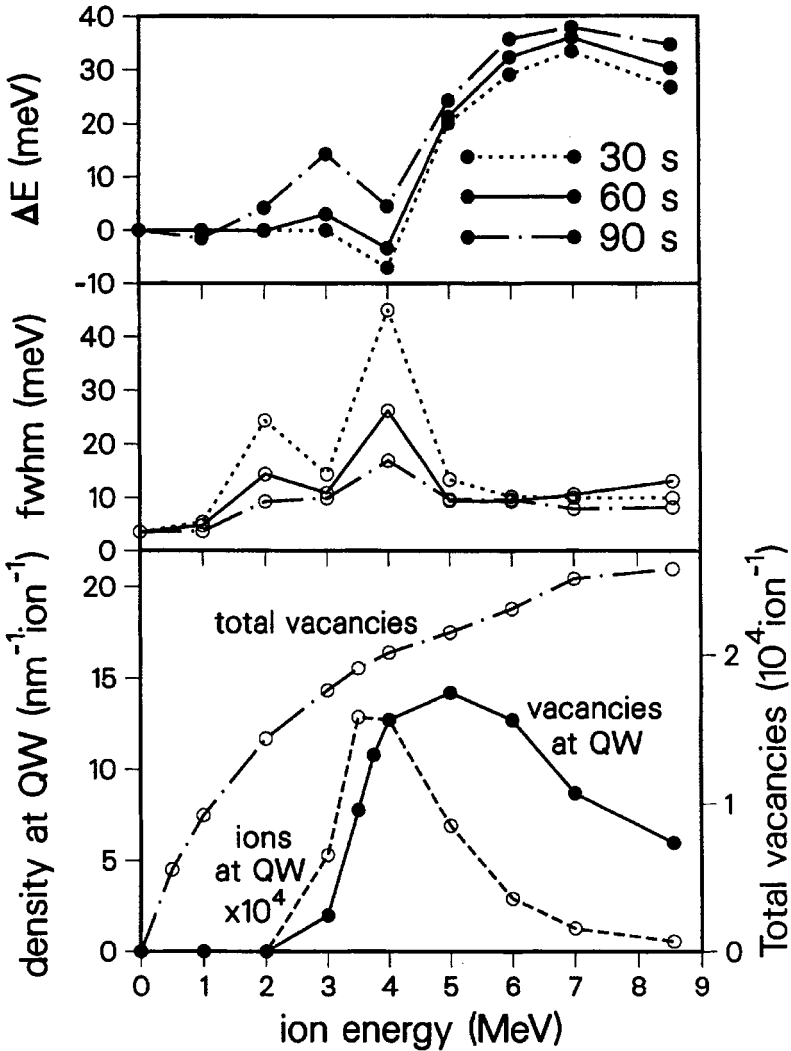 40
30
20
10
0
-10
ΔE (meV)
30 s
60 s
90 s
40
30
20
10
0
fwhm (meV)
20
15
10
5
0
density at QW (nm⁻¹ion⁻¹)
total vacancies
vacancies
at QW
ions
at QW
x10⁴
2
1
0
Total vacancies (10⁴ion⁻¹)
0 1 2 3 4 5 6 7 8 9
ion energy (MeV)